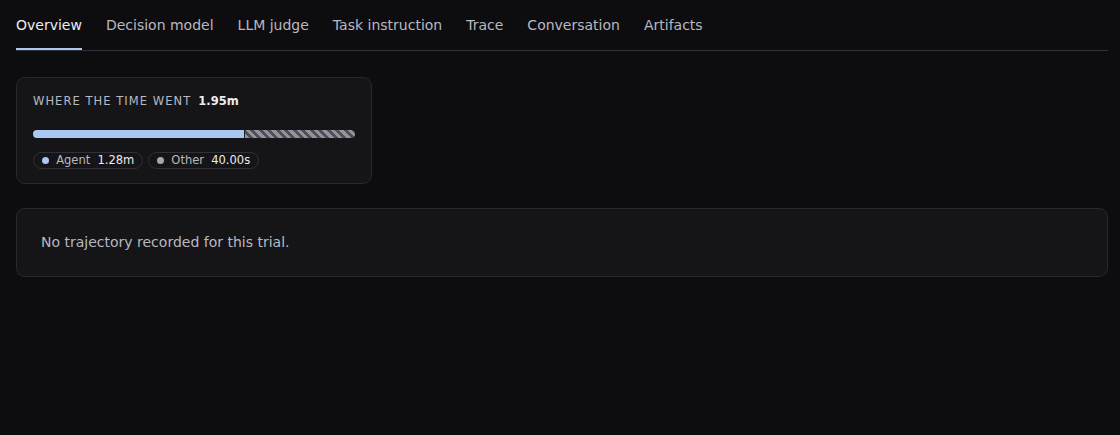 Overview Decision model LLM judge Task instruction Trace Conversation Artifacts
WHERE THE TIME WENT 1.95m
Agent 1.28m Other 40.00s
No trajectory recorded for this trial.